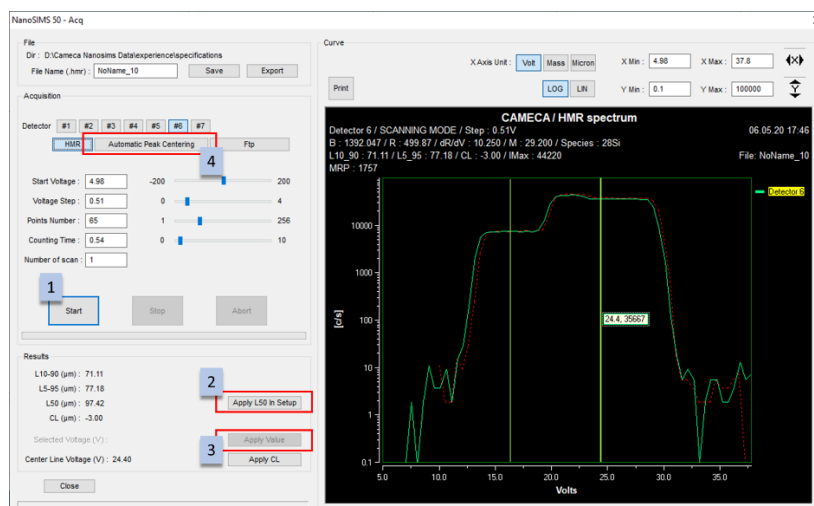 NanoSIMS 50 - Acq
File
Dir : D:\Cameca Nanosims Data\experience\specifications
File Name (.hmr) : NoName_10 Save Export
Acquisition
Detector #1 #2 #3 #4 #5 #6 #7
HMR Automatic Peak Centering Ftp
4
Start Voltage : 4.98 -200 200
Voltage Step : 0.51 0 4
Points Number : 65 1 256
Counting Time : 0.54 0 10
Number of scan : 1
1
Start Stop Abort
Results
L10-90 (µm) : 71.11
L5-95 (µm) : 77.18
2
L50 (µm) : 97.42 Apply L50 In Setup
CL (µm) : -3.00
Selected Voltage (V) : Apply Value
3
Center Line Voltage (V) : 24.40 Apply CL
Close
Curve
X Axis Unit : Volt Mass Micron X Min : 4.98 X Max : 37.8
Print LOG LIN Y Min : 0.1 Y Max : 100000
CAMECA / HMR spectrum
Detector 6 / SCANNING MODE / Step : 0.51V 06.05.20 17:46
B : 1392.047 / R : 499.87 / dR/dV : 10.250 / M : 29.200 / Species : 28Si
L10_90 : 71.11 / L5_95 : 77.18 / CL : -3.00 / IMax : 44220 File: NoName_10
MRP : 1757
Detector 6
10000
1000
100
10
1
0.1
[c/s]
24.4, 35667
5.0 10.0 15.0 20.0 25.0 30.0 35.0
Volts